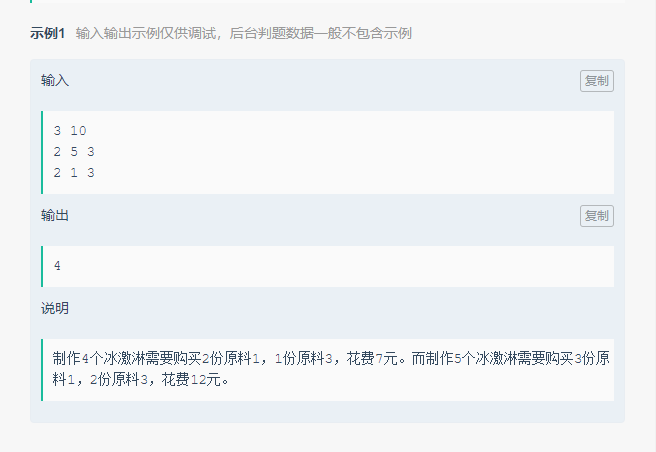 示例1 输入输出示例仅供调试，后台判题数据一般不包含示例
输入
复制
3 10
2 5 3
2 1 3
输出
复制
4
说明
制作4个冰激淋需要购买2份原料1，1份原料3，花费7元。而制作5个冰激淋需要购买3份原
料1，2份原料3，花费12元。